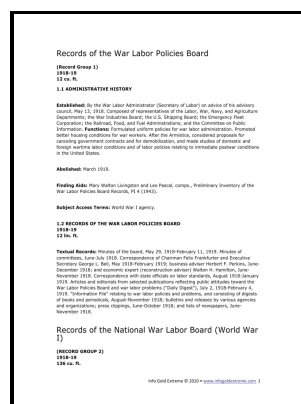 Records of the War Labor Policies Board
(Record Group 1)
1918-19
12 cu. ft.
1.1 ADMINISTRATIVE HISTORY
Established: By the War Labor Administrator (Secretary of Labor) on advice of his advisory
council, May 13, 1918. Composed of representatives of the Labor, War, Navy, and Agriculture
Departments; the War Industries Board; the U.S. Shipping Board; the Emergency Fleet
Corporation; the Railroad, Food, and Fuel Administrations; and the Committee on Public
Information. Functions: Formulated uniform policies for war labor administration. Promoted
better housing conditions for war workers. After the Armistice, considered proposals for
canceling government contracts and for demobilization, and made studies of domestic and
foreign wartime labor conditions and of labor policies relating to immediate postwar conditions
in the United States.
Abolished: March 1919.
Finding Aids: Mary Walton Livingston and Leo Pascal, comps., Preliminary Inventory of the
War Labor Policies Board Records, PI 4 (1943).
Subject Access Terms: World War I agency.
1.2 RECORDS OF THE WAR LABOR POLICIES BOARD
1918-19
12 lin. ft.
Textual Records: Minutes of the board, May 29, 1918-February 11, 1919. Minutes of
committees, June-July 1918. Correspondence of Chairman Felix Frankfurter and Executive
Secretary George L. Bell, May 1918-February 1919; business adviser Herbert F. Perkins, June-
December 1918; and economic expert (reconstruction adviser) Walton H. Hamilton, June-
November 1918. Correspondence with state officials on labor standards, August 1918-January
1919. Articles and editorials from selected publications reflecting public attitudes toward the
War Labor Policies Board and war labor problems ("Daily Digest"), July 2, 1918-February 4,
1919. "Information File" relating to war labor policies and problems, and consisting of digests
of books and periodicals, August-November 1918; bulletins and releases by various agencies
and organizations; press clippings, June-October 1918; and lists of newspapers, June-
November 1918.
Records of the National War Labor Board (World War
I)
(RECORD GROUP 2)
1918-19
136 cu. ft.
Info Gold Extreme © 2010 • www.infogoldextreme.com 1